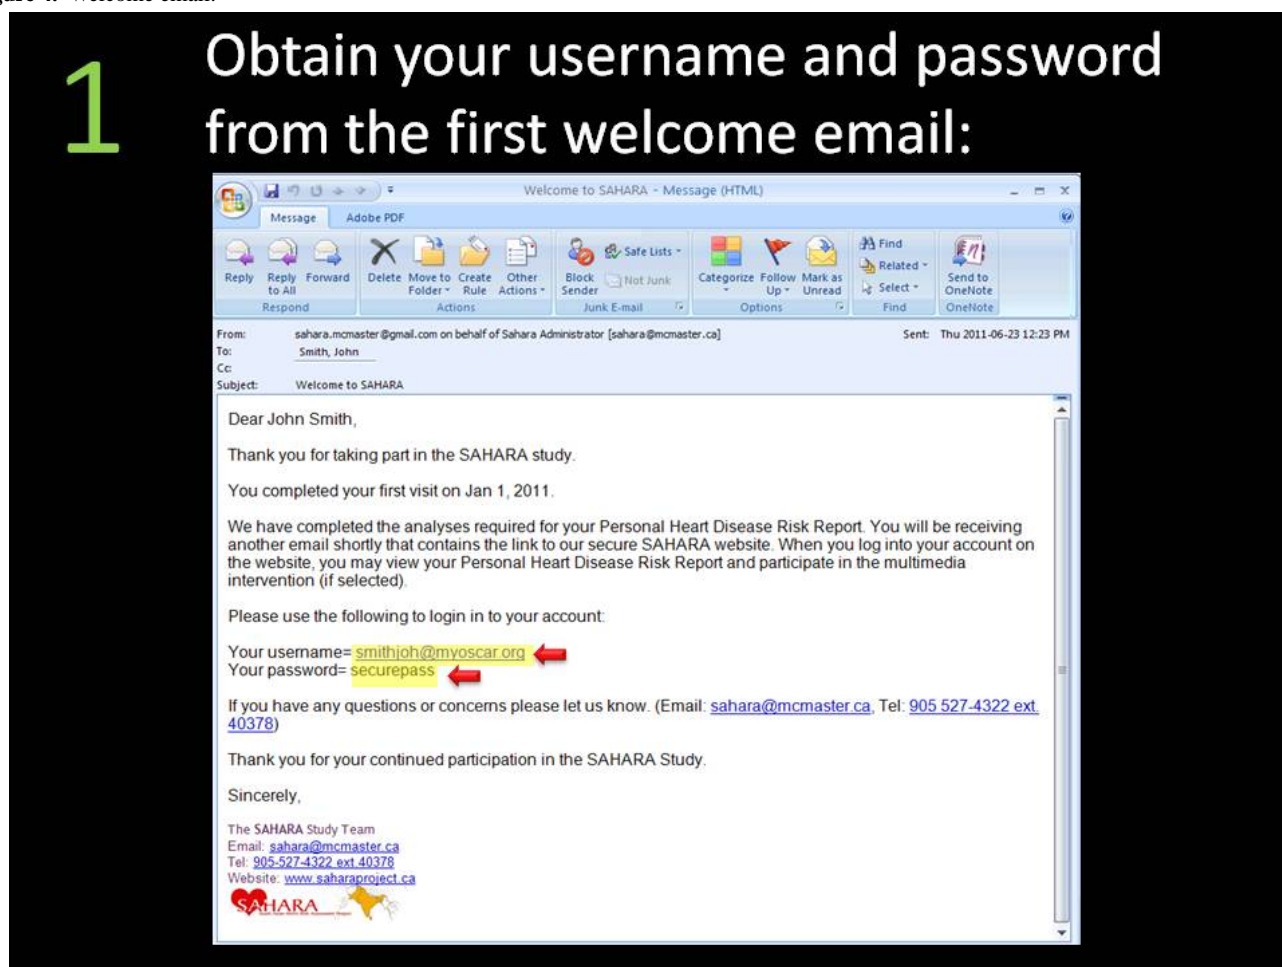 1
Obtain your username and password
from the first welcome email:
Welcome to SAHARA - Message (HTML)
Message Adobe PDF
Reply Reply to All Forward Delete Move to Folder Create Rule Other Actions Block Sender Safe Lists Not Junk Categorize Follow Up Mark as Unread Find Related Select Send to OneNote
Respond Actions Junk E-mail Options Find OneNote
From: sahara.mcmaster@gmail.com on behalf of Sahara Administrator [sahara@mcmaster.ca] Sent: Thu 2011-06-23 12:23 PM
To: Smith, John
Cc:
Subject: Welcome to SAHARA
Dear John Smith,
Thank you for taking part in the SAHARA study.
You completed your first visit on Jan 1, 2011.
We have completed the analyses required for your Personal Heart Disease Risk Report. You will be receiving
another email shortly that contains the link to our secure SAHARA website. When you log into your account on
the website, you may view your Personal Heart Disease Risk Report and participate in the multimedia
intervention (if selected).
Please use the following to login in to your account:
Your username= smithjoh@myoscar.org
Your password= securepass
If you have any questions or concerns please let us know. (Email: sahara@mcmaster.ca, Tel: 905 527-4322 ext.
40378)
Thank you for your continued participation in the SAHARA Study.
Sincerely,
The SAHARA Study Team
Email: sahara@mcmaster.ca
Tel: 905-527-4322 ext 40378
Website: www.saharaproject.ca
SAHARA